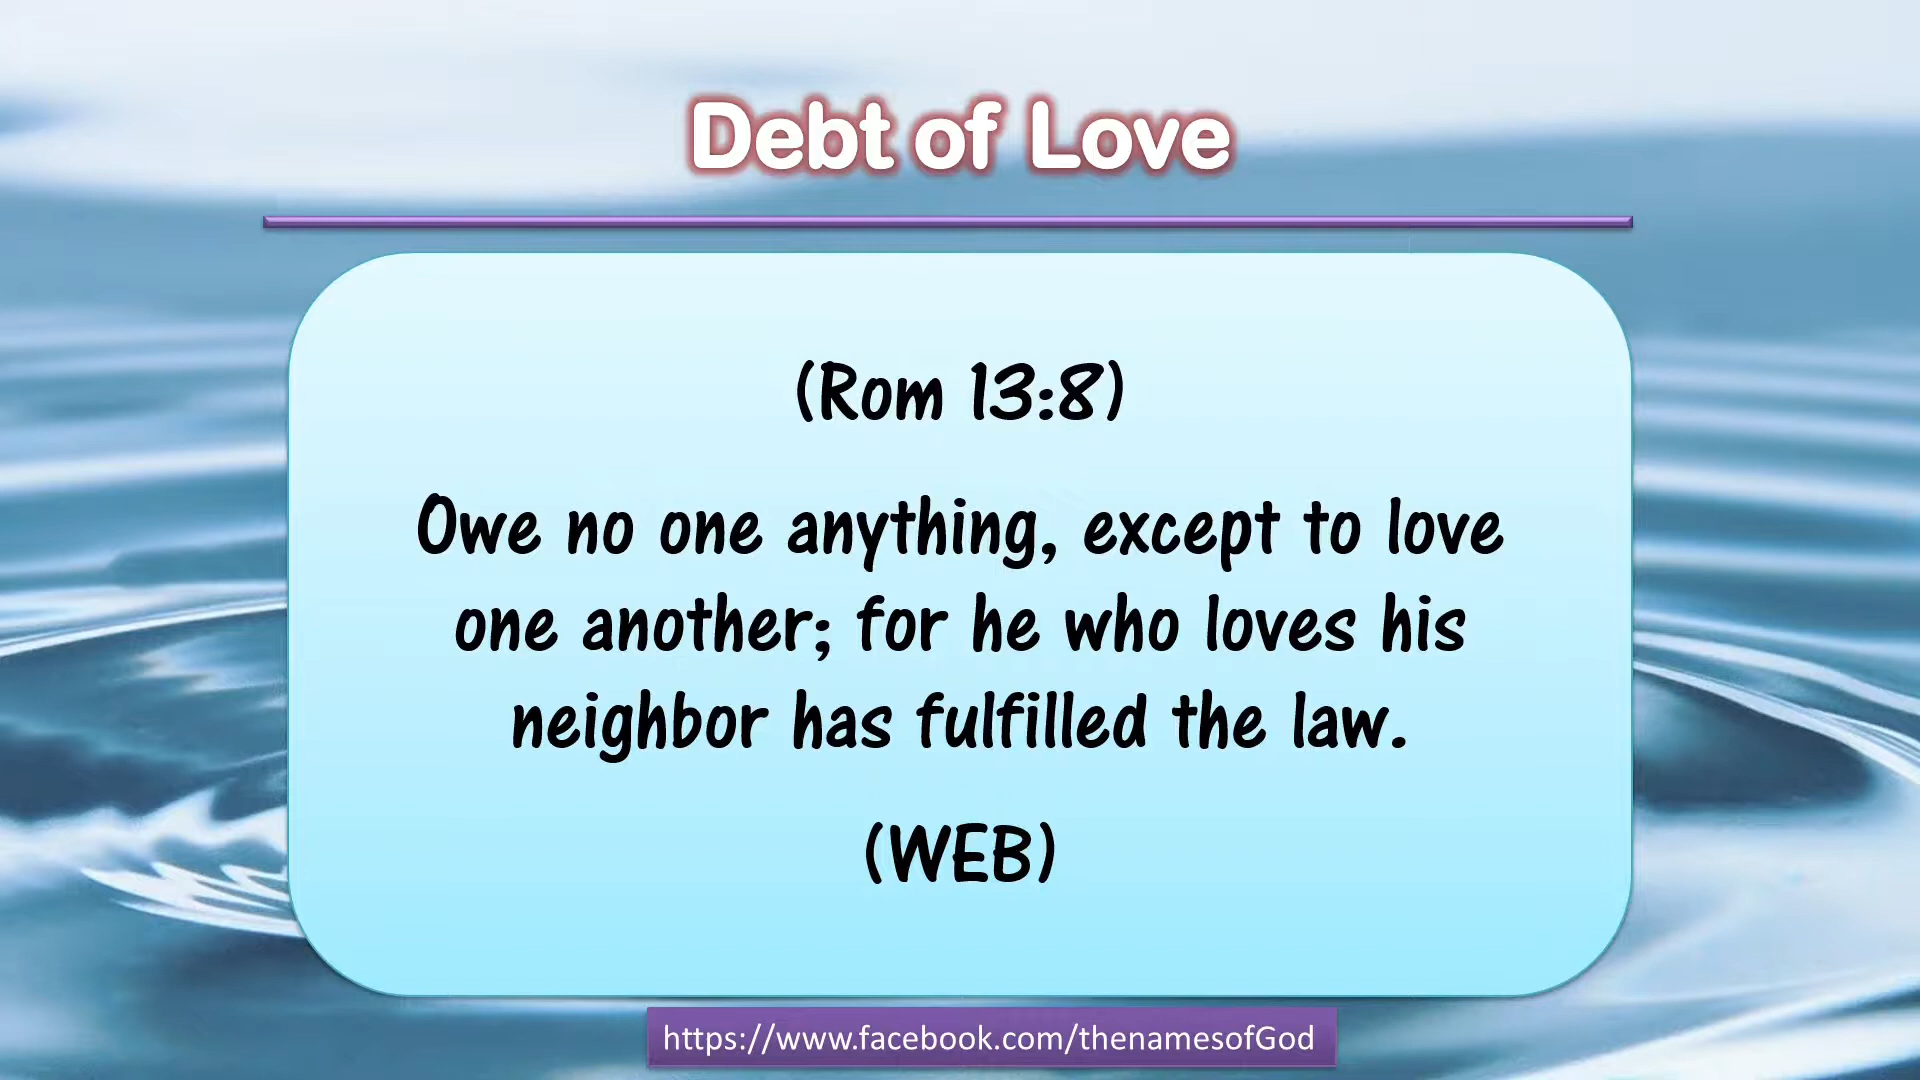 Debt of Love
(Rom 13:8)
Owe no one anything, except to love
one another; for he who loves his
neighbor has fulfilled the law.
(WEB)
https://www.facebook.com/thenamesofGod